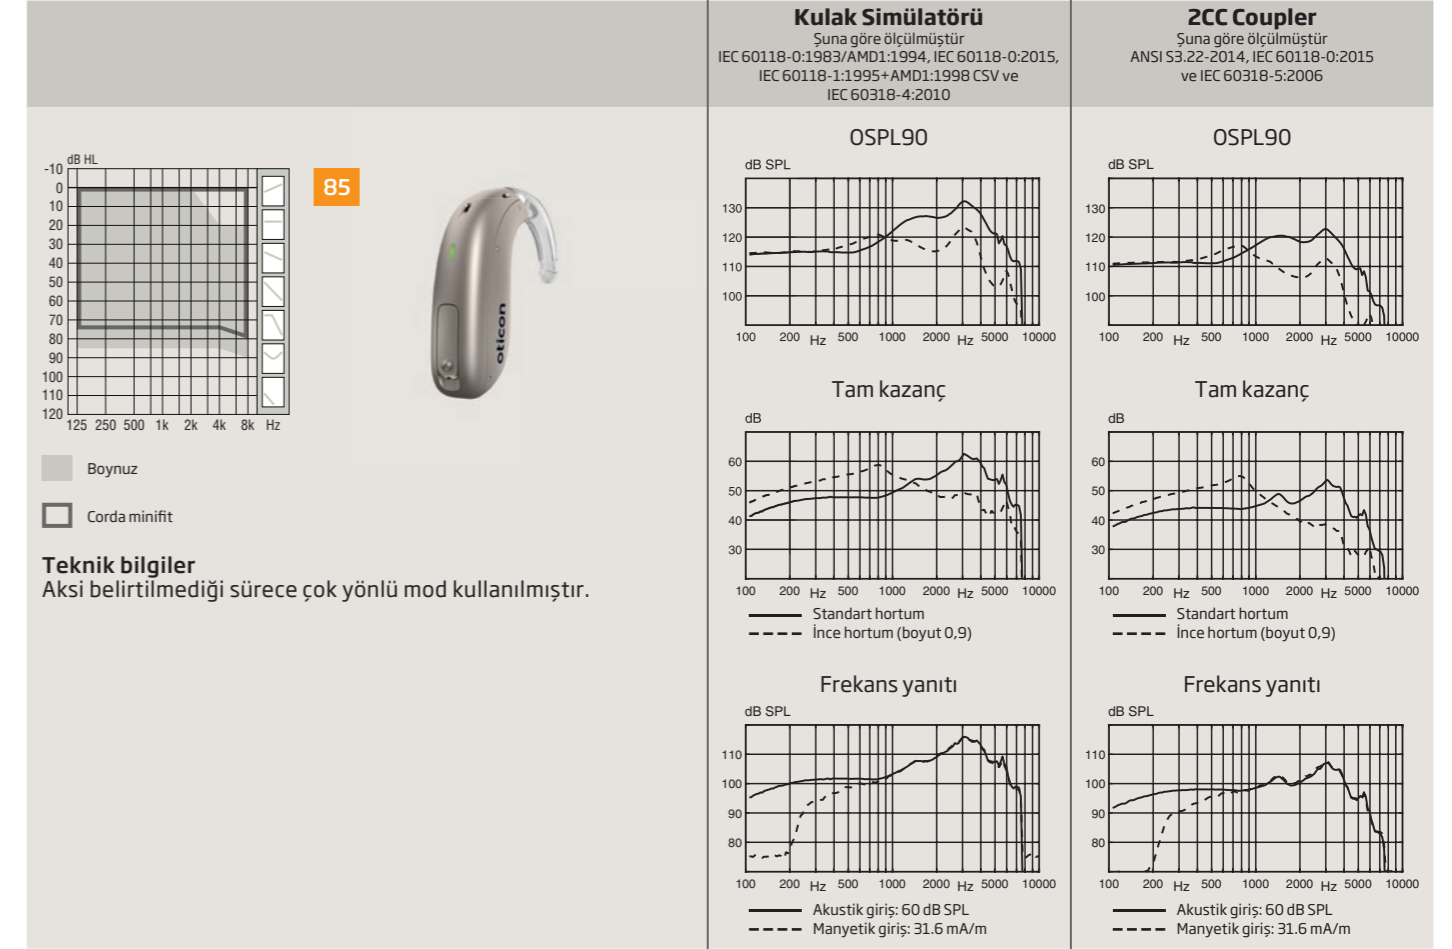 Kulak Simülatörü
Şuna göre ölçülmüştür
IEC 60118-0:1983/AMD1:1994, IEC 60118-0:2015,
IEC 60118-1:1995+AMD1:1998 CSV ve
IEC 60318-4:2010
2CC Coupler
Şuna göre ölçülmüştür
ANSI S3.22-2014, IEC 60118-0:2015
ve IEC 60318-5:2006
dB HL
-10
0
10
20
30
40
50
60
70
80
90
100
110
120
125 250 500 1k 2k 4k 8k Hz
85
oticon
Boynuz
Corda minifit
Teknik bilgiler
Aksi belirtilmediği sürece çok yönlü mod kullanılmıştır.
OSPL90
dB SPL
130
120
110
100
100 200 Hz 500 1000 2000 Hz 5000 10000
Tam kazanç
dB
60
50
40
30
100 200 Hz 500 1000 2000 Hz 5000 10000
Standart hortum
İnce hortum (boyut 0,9)
Frekans yanıtı
dB SPL
110
100
90
80
100 200 Hz 500 1000 2000 Hz 5000 10000
Akustik giriş: 60 dB SPL
Manyetik giriş: 31.6 mA/m
OSPL90
dB SPL
130
120
110
100
100 200 Hz 500 1000 2000 Hz 5000 10000
Tam kazanç
dB
60
50
40
30
100 200 Hz 500 1000 2000 Hz 5000 10000
Standart hortum
İnce hortum (boyut 0,9)
Frekans yanıtı
dB SPL
110
100
90
80
100 200 Hz 500 1000 2000 Hz 5000 10000
Akustik giriş: 60 dB SPL
Manyetik giriş: 31.6 mA/m